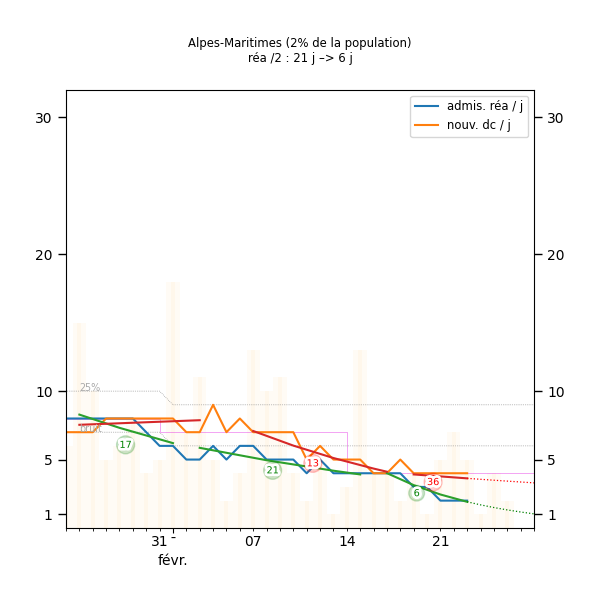 Alpes-Maritimes (2% de la population)
réa /2 : 21 j –> 6 j
admis. réa / j
nouv. dc / j
30 30
20 20
25%
10 10
17
21
13
5 5
36
6
1 1
31 - 07 14 21
févr.